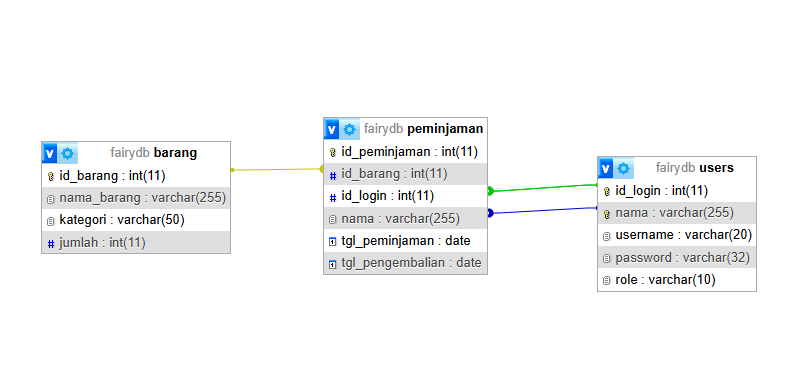 fairydb barang
id_barang : int(11)
nama_barang : varchar(255)
kategori : varchar(50)
# jumlah : int(11)
fairydb peminjaman
id_peminjaman : int(11)
# id_barang : int(11)
# id_login : int(11)
nama : varchar(255)
tgl_peminjaman : date
tgl_pengembalian : date
fairydb users
id_login : int(11)
nama : varchar(255)
username : varchar(20)
password : varchar(32)
role : varchar(10)